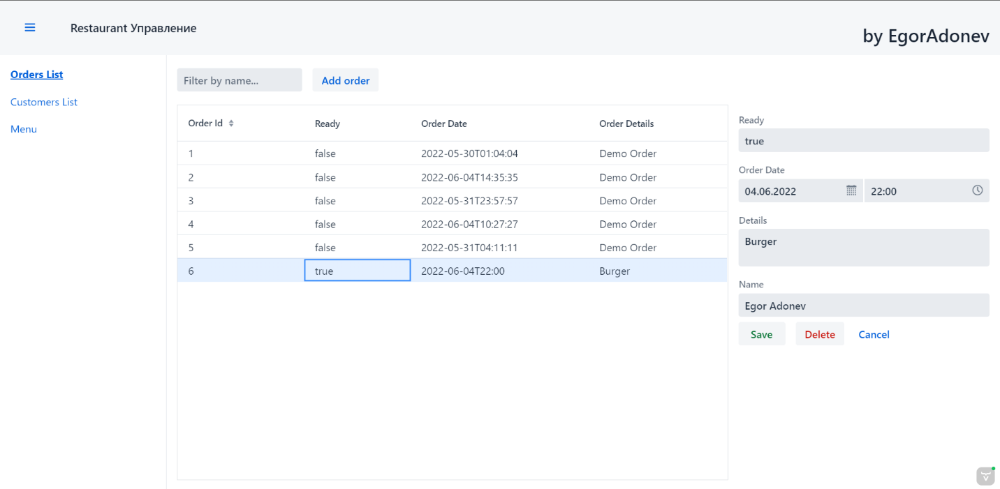 Restaurant Управление
by EgorAdonev
Orders List
Customers List
Menu
Filter by name... Add order
Order Id Ready Order Date Order Details
1 false 2022-05-30T01:04:04 Demo Order
2 false 2022-06-04T14:35:35 Demo Order
3 false 2022-05-31T23:57:57 Demo Order
4 false 2022-06-04T10:27:27 Demo Order
5 false 2022-05-31T04:11:11 Demo Order
6 true 2022-06-04T22:00 Burger
Ready
true
Order Date
04.06.2022 22:00
Details
Burger
Name
Egor Adonev
Save Delete Cancel